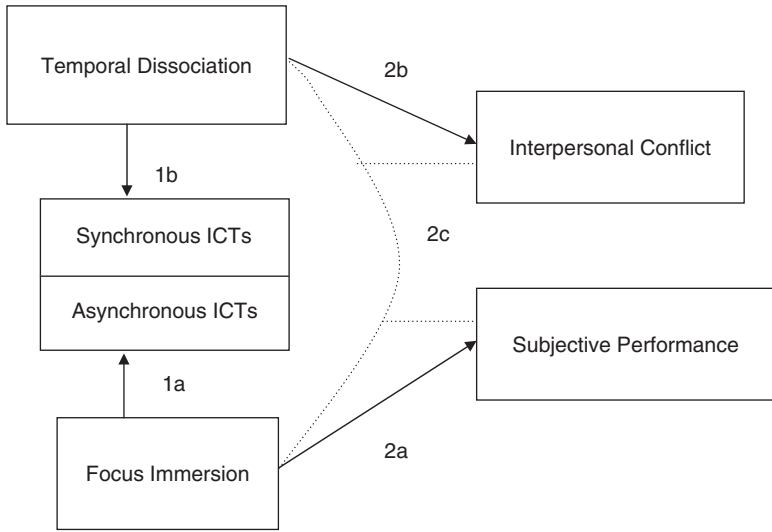 Temporal Dissociation
2b
Interpersonal Conflict
1b
Synchronous ICTs
2c
Asynchronous ICTs
Subjective Performance
1a
2a
Focus Immersion